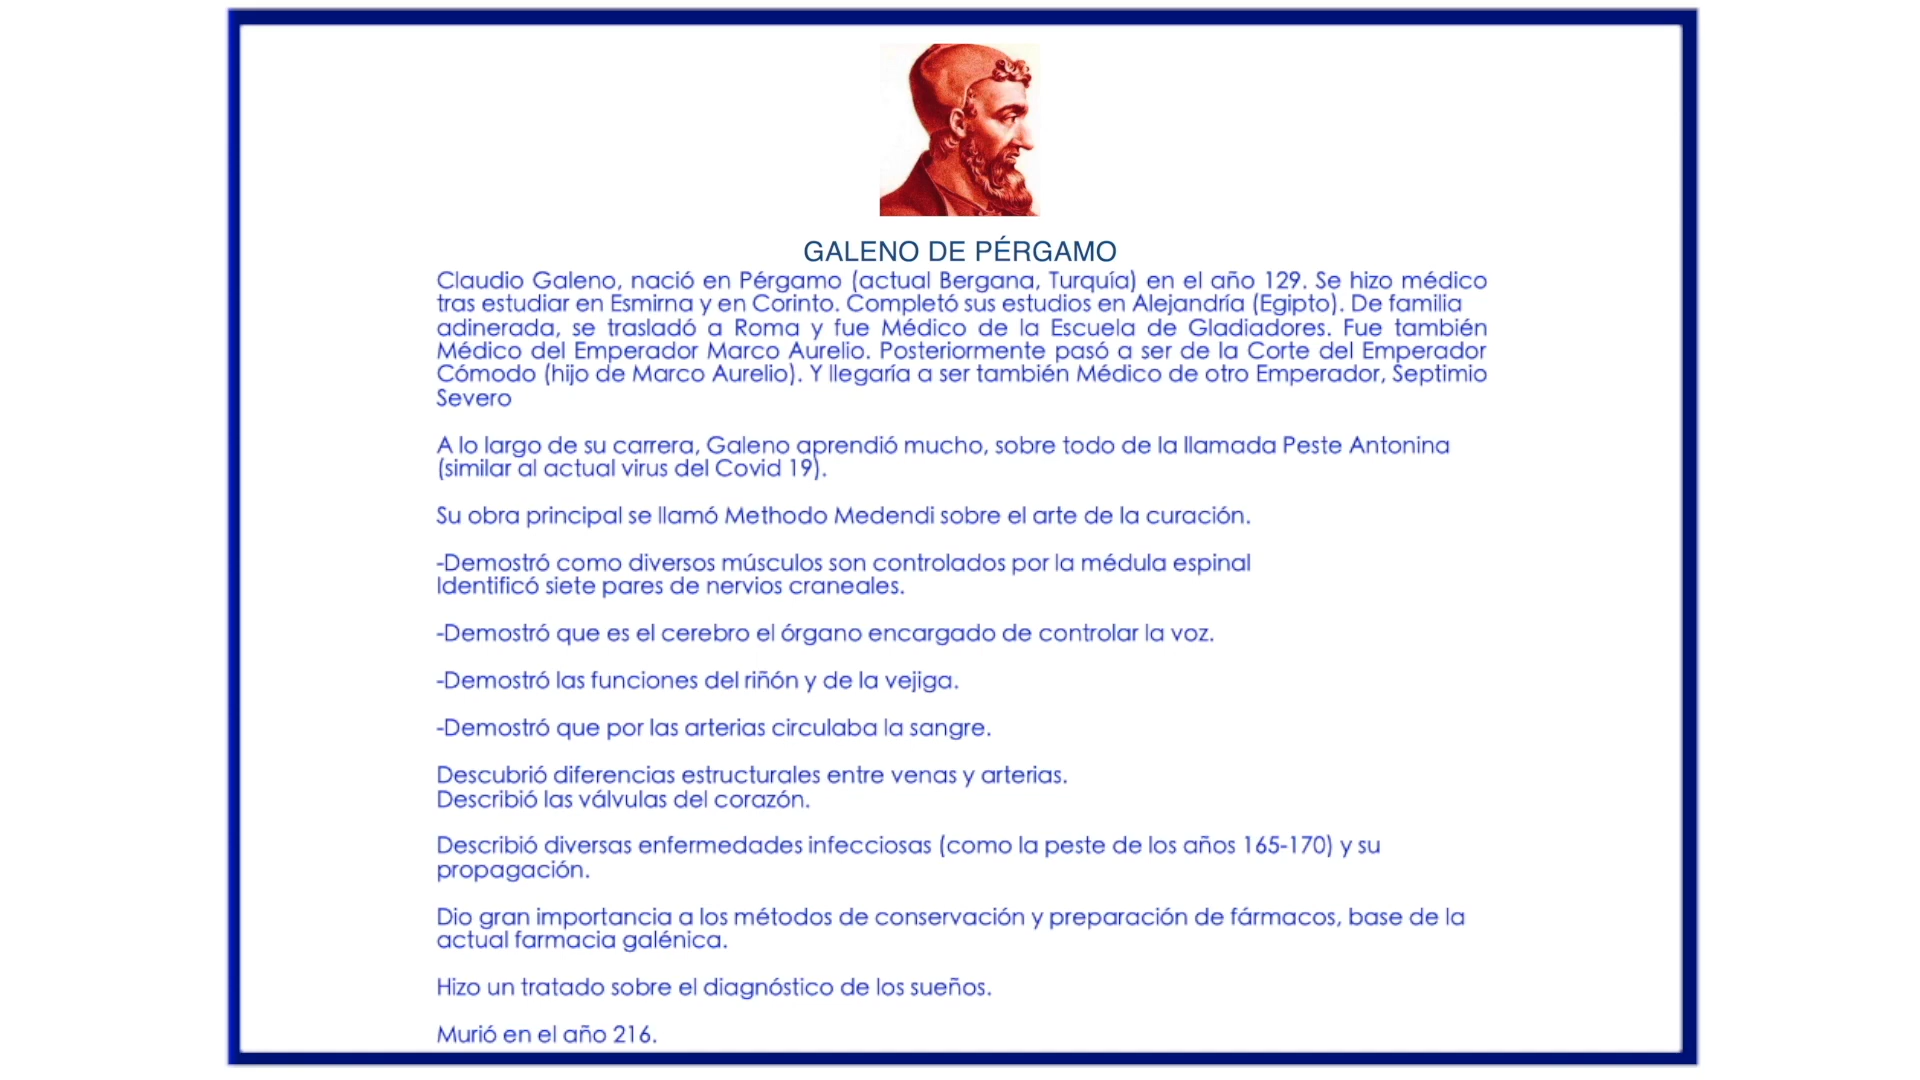 GALENO DE PÉRGAMO
Claudio Galeno, nació en Pérgamo (actual Bergana, Turquía) en el año 129. Se hizo médico
tras estudiar en Esmirna y en Corinto. Completó sus estudios en Alejandría (Egipto). De familia
adinerada, se trasladó a Roma y fue Médico de la Escuela de Gladiadores. Fue también
Médico del Emperador Marco Aurelio. Posteriormente pasó a ser de la Corte del Emperador
Cómodo (hijo de Marco Aurelio). Y llegaría a ser también Médico de otro Emperador, Septimio
Severo
A lo largo de su carrera, Galeno aprendió mucho, sobre todo de la llamada Peste Antonina
(similar al actual virus del Covid 19).
Su obra principal se llamó Methodo Medendi sobre el arte de la curación.
-Demostró como diversos músculos son controlados por la médula espinal
Identificó siete pares de nervios craneales.
-Demostró que es el cerebro el órgano encargado de controlar la voz.
-Demostró las funciones del riñón y de la vejiga.
-Demostró que por las arterias circulaba la sangre.
Descubrió diferencias estructurales entre venas y arterias.
Describió las válvulas del corazón.
Describió diversas enfermedades infecciosas (como la peste de los años 165-170) y su
propagación.
Dio gran importancia a los métodos de conservación y preparación de fármacos, base de la
actual farmacia galénica.
Hizo un tratado sobre el diagnóstico de los sueños.
Murió en el año 216.